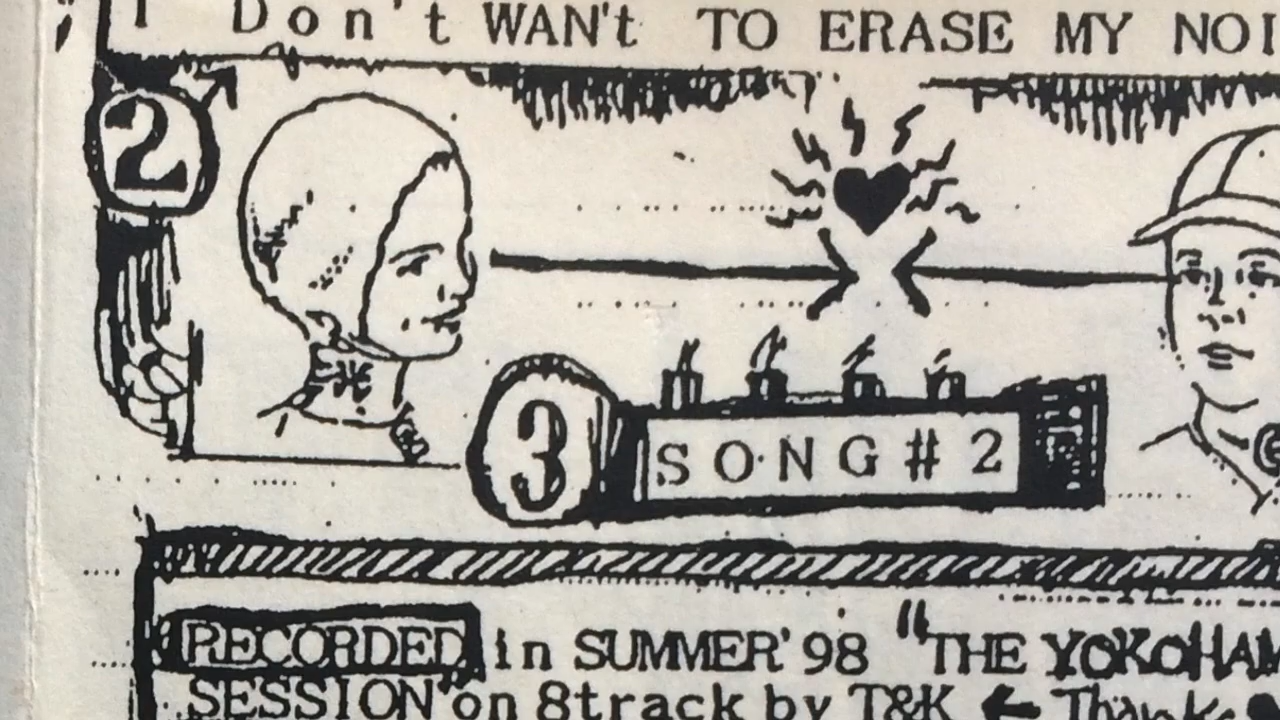 I Don't WAN't TO ERASE MY NOI
2
3 SONG # 2
RECORDED in SUMMER'98 "THE YOKOHAM
SESSION" on 8track by T&K ← Thanks